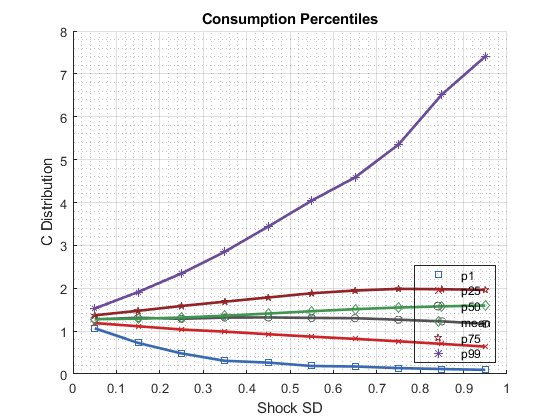 Consumption Percentiles
8
7
6
5
4
3
2
1
0
C Distribution
p1
p25
p50
mean
p75
p99
0 0.1 0.2 0.3 0.4 0.5 0.6 0.7 0.8 0.9 1
Shock SD